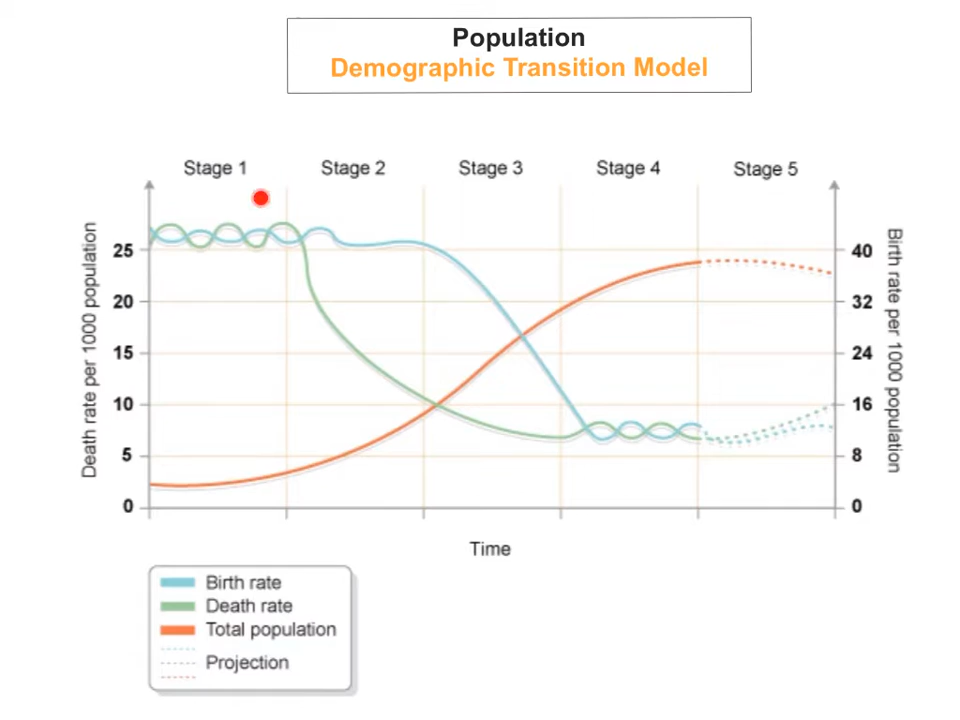 Population
Demographic Transition Model
Stage 1
Stage 2
Stage 3
Stage 4
Stage 5
Death rate per 1000 population
25
20
15
10
5
0
40
32
24
16
8
0
Birth rate per 1000 population
Time
Birth rate
Death rate
Total population
Projection